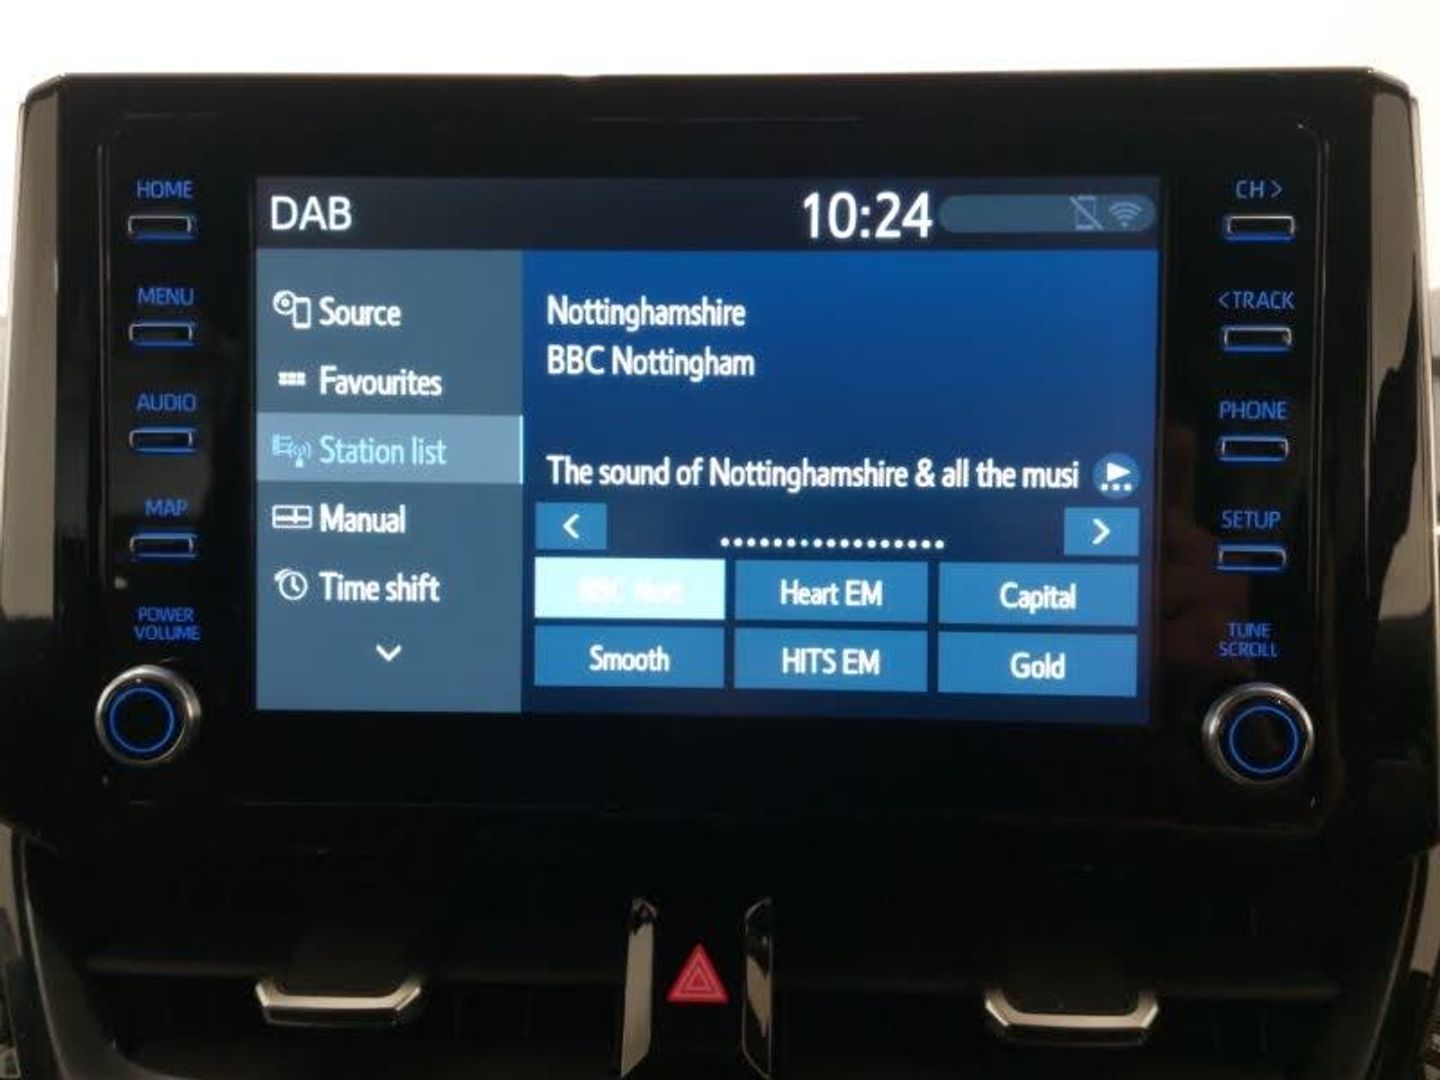 HOME
MENU
AUDIO
MAP
POWER
VOLUME
DAB
10:24
Source
Favourites
Station list
Manual
Time shift
Nottinghamshire
BBC Nottingham
The sound of Nottinghamshire & all the musi
<
>
BBC Nott
Heart EM
Capital
Smooth
HITS EM
Gold
CH >
< TRACK
PHONE
SETUP
TUNE
SCROLL